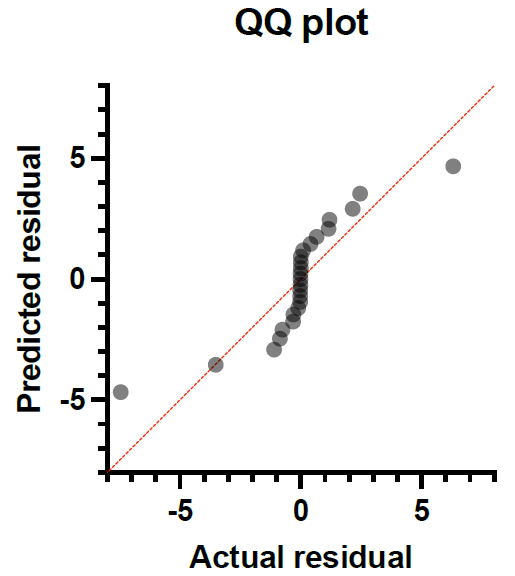 QQ plot
Predicted residual
5
0
-5
-5 0 5
Actual residual